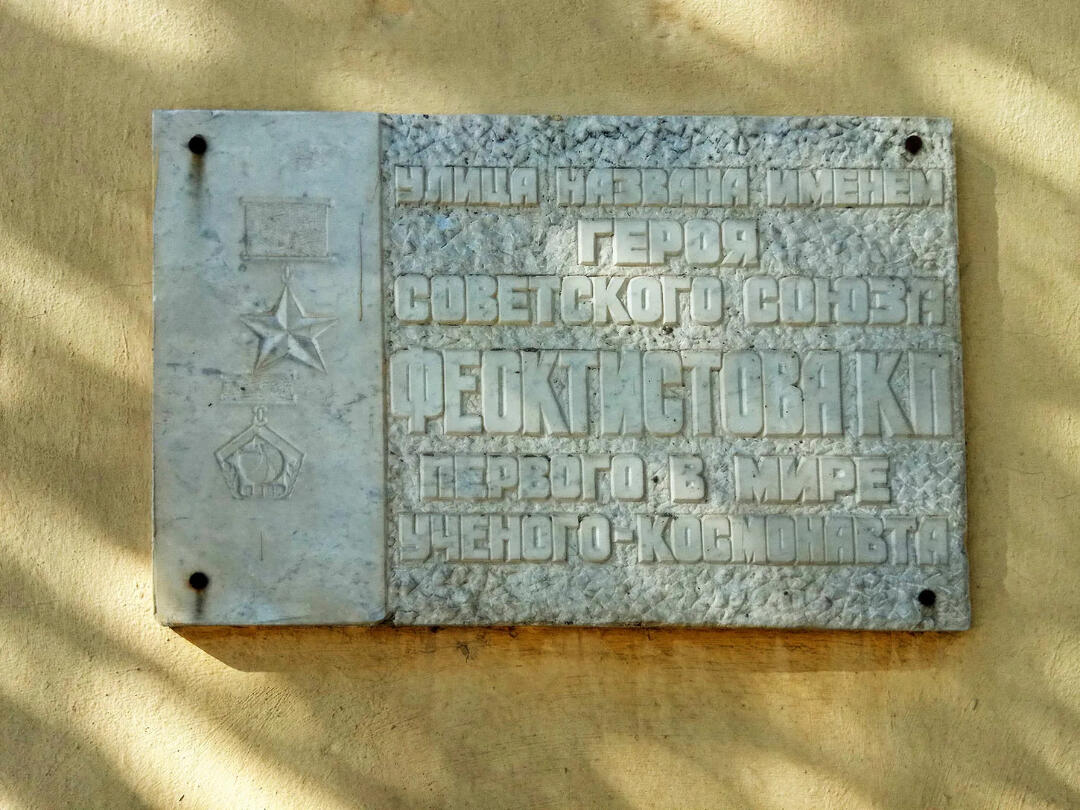 УЛИЦА НАЗВАНА ИМЕНЕМ
ГЕРОЯ
СОВЕТСКОГО СОЮЗА
ФЕОКТИСТОВА К П
ПЕРВОГО В МИРЕ
УЧЕНОГО-КОСМОНАВТА